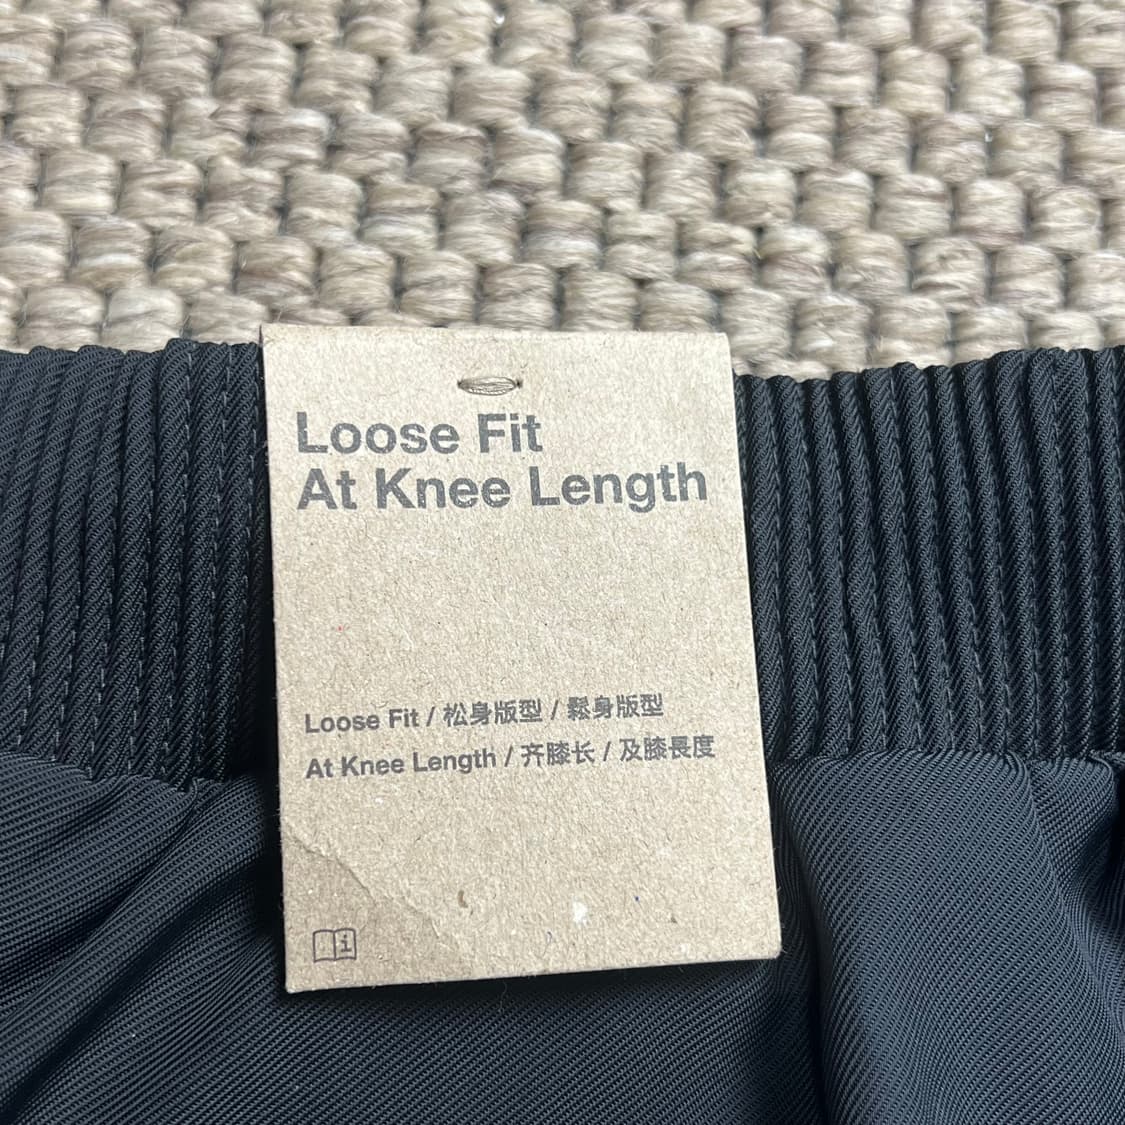 Loose Fit
At Knee Length
Loose Fit / 松身版型 / 鬆身版型
At Knee Length / 齐膝长 / 及膝長度
i